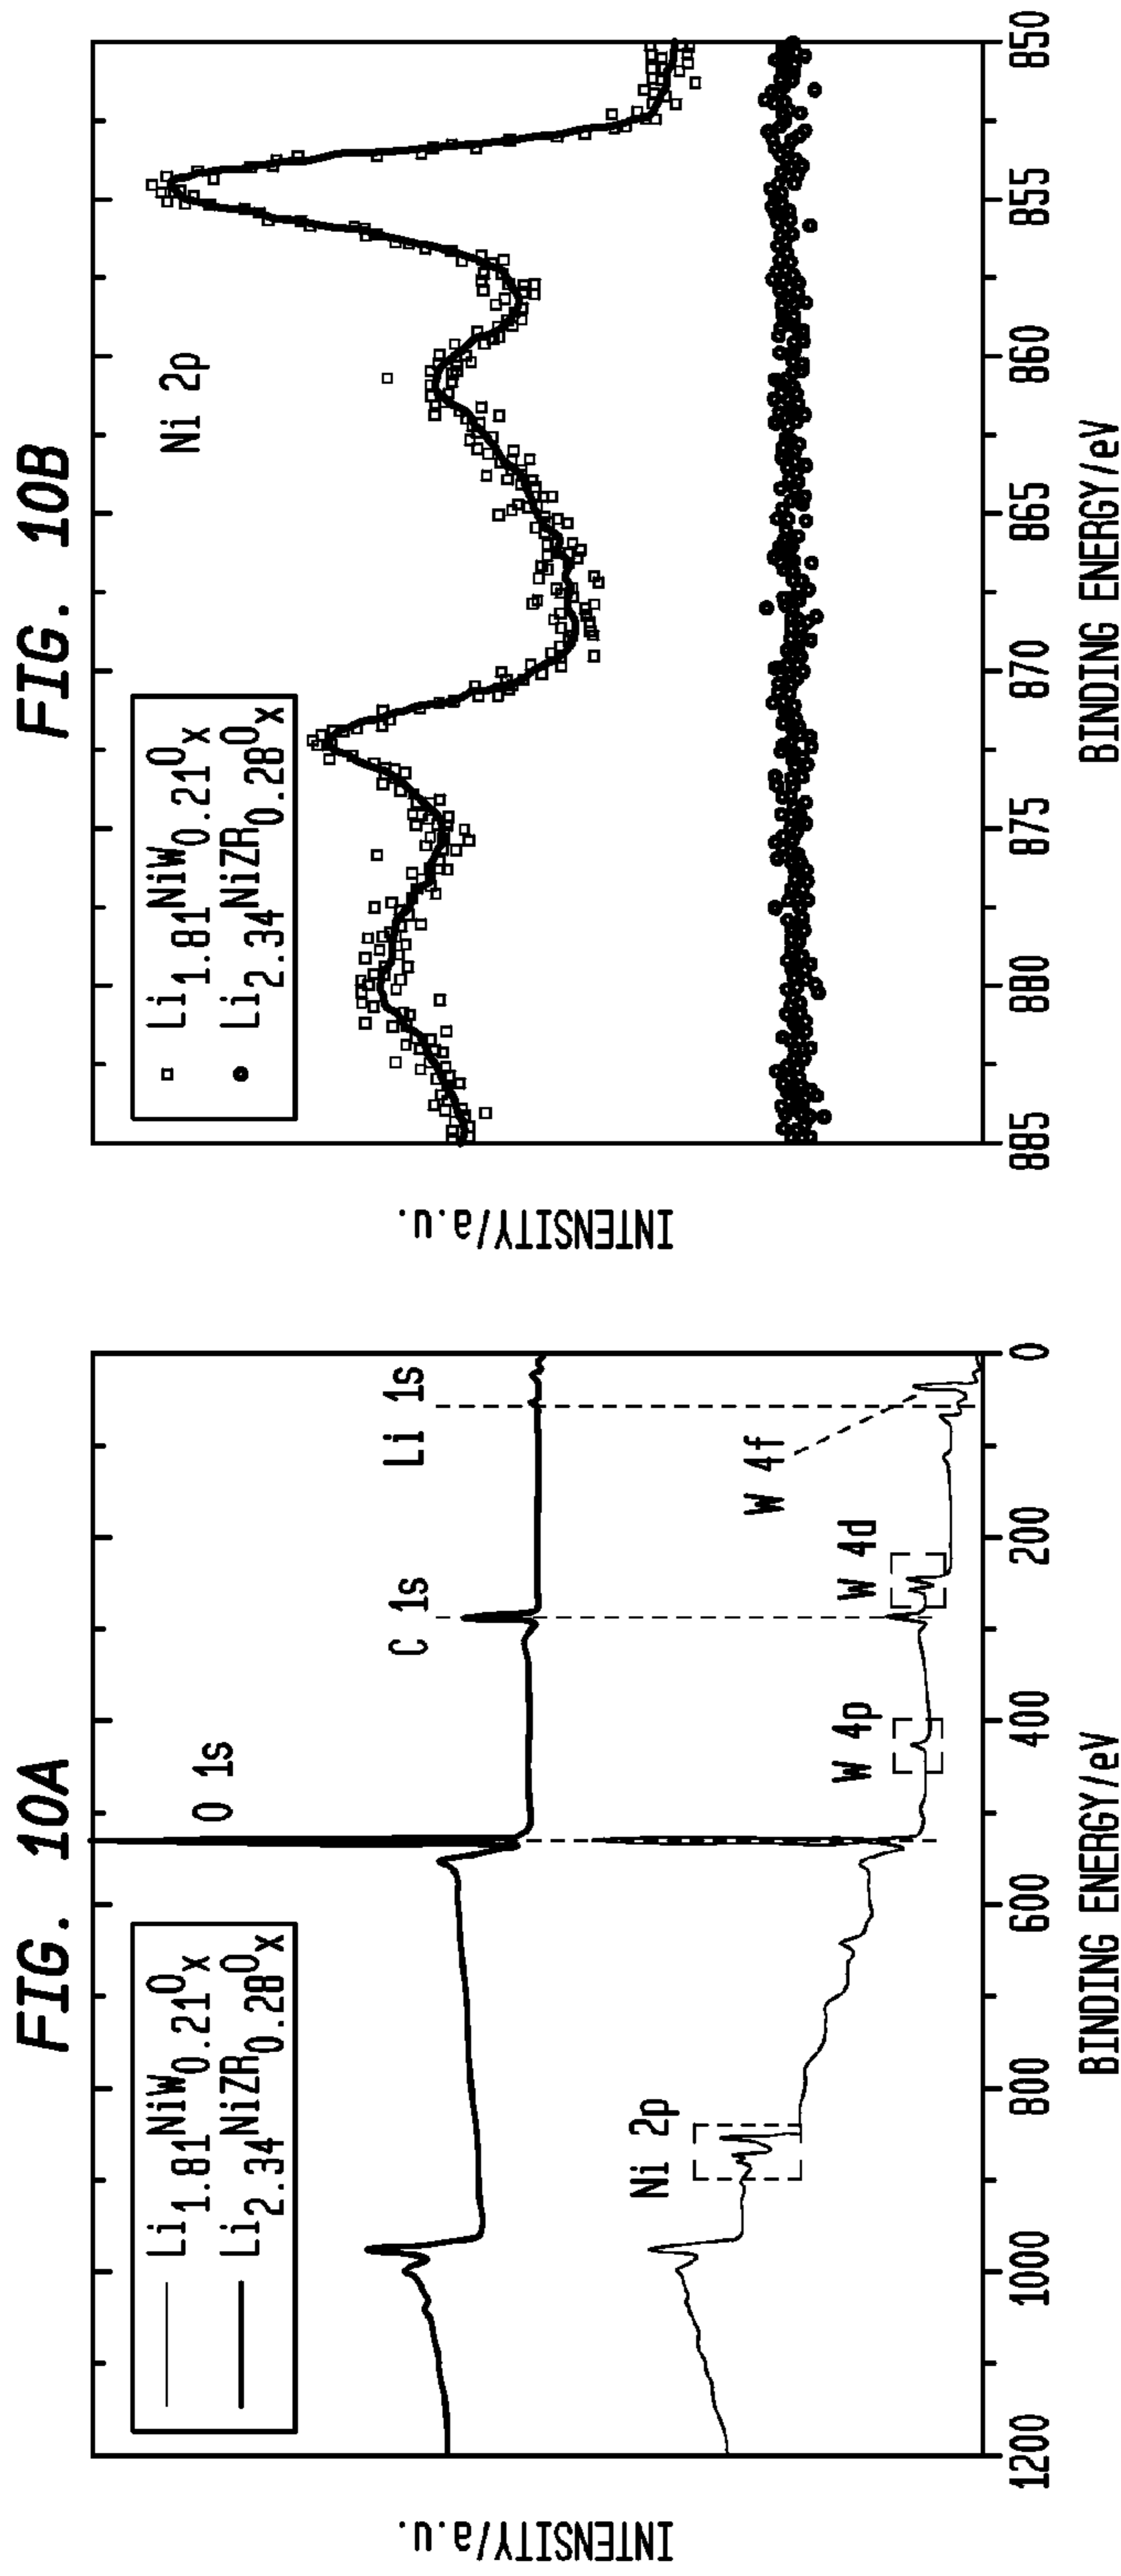 FIG. 10A
Li1.81NiW0.21Ox
Li2.34NiZR0.28Ox
O 1s
C 1s
Li 1s
Ni 2p
W 4p
W 4d
W 4f
INTENSITY/a.u.
1200 1000 800 600 400 200 0
BINDING ENERGY/eV
FIG. 10B
Li1.81NiW0.21Ox
Li2.34NiZR0.28Ox
Ni 2p
INTENSITY/a.u.
885 880 875 870 865 860 855 850
BINDING ENERGY/eV